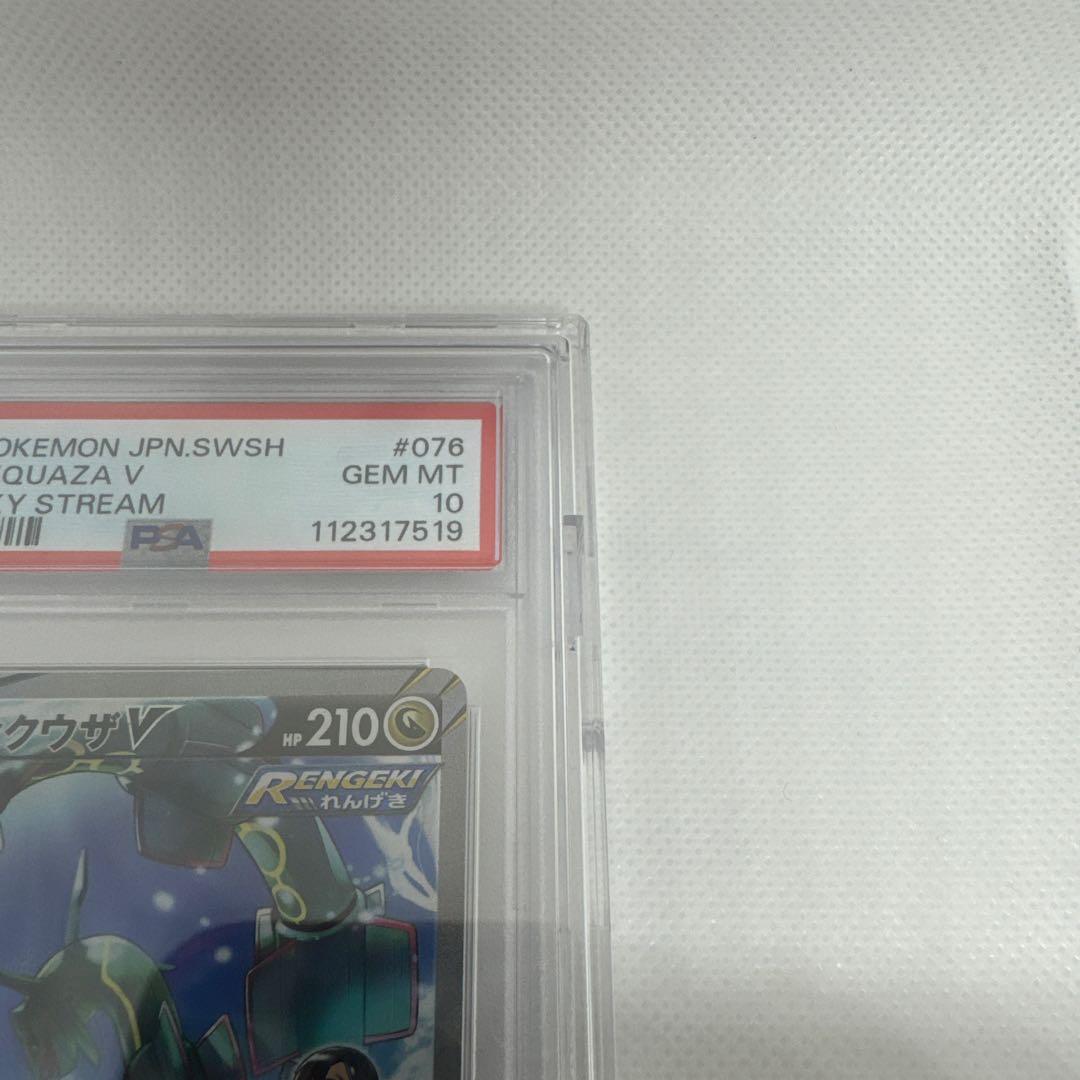 OKEMON JPN.SWSH #076
QUAZA V GEM MT
KY STREAM 10
PSA 112317519
クウザV HP 210
RENGEKI
れんげき